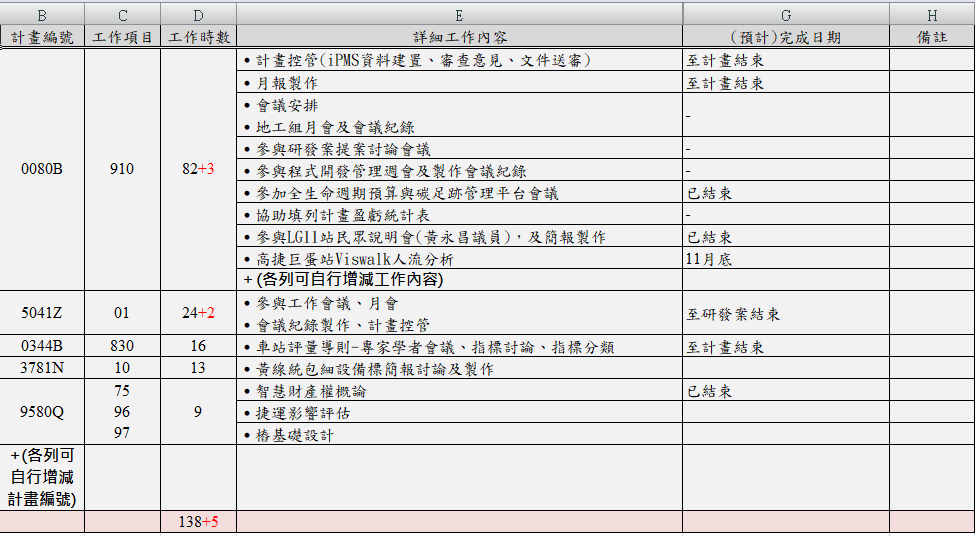 B C D E G H
計畫編號 工作項目 工作時數 詳細工作內容 (預計)完成日期 備註
• 計畫控管(iPMS資料建置、審查意見、文件送審) 至計畫結束
• 月報製作 至計畫結束
• 會議安排
• 地工組月會及會議紀錄
-
• 參與研發案提案討論會議 -
0080B 910 82+3 • 參與程式開發管理週會及製作會議紀錄 -
• 參加全生命週期預算與碳足跡管理平台會議 已結束
• 協助填列計畫盈虧統計表 -
• 參與LG11站民眾說明會(黃永昌議員)，及簡報製作 已結束
• 高捷巨蛋站Viswalk人流分析 11月底
+(各列可自行增減工作內容)
• 參與工作會議、月會
5041Z 01 24+2 至研發案結束
• 會議紀錄製作、計畫控管
0344B 830 16 • 車站評量導則-專家學者會議、指標討論、指標分類 至計畫結束
3781N 10 13 • 黃線統包細設備標簡報討論及製作
75 • 智慧財產權概論 已結束
9580Q 96 9 • 捷運影響評估
97 • 樁基礎設計
+(各列可
自行增減
計畫編號)
138+5